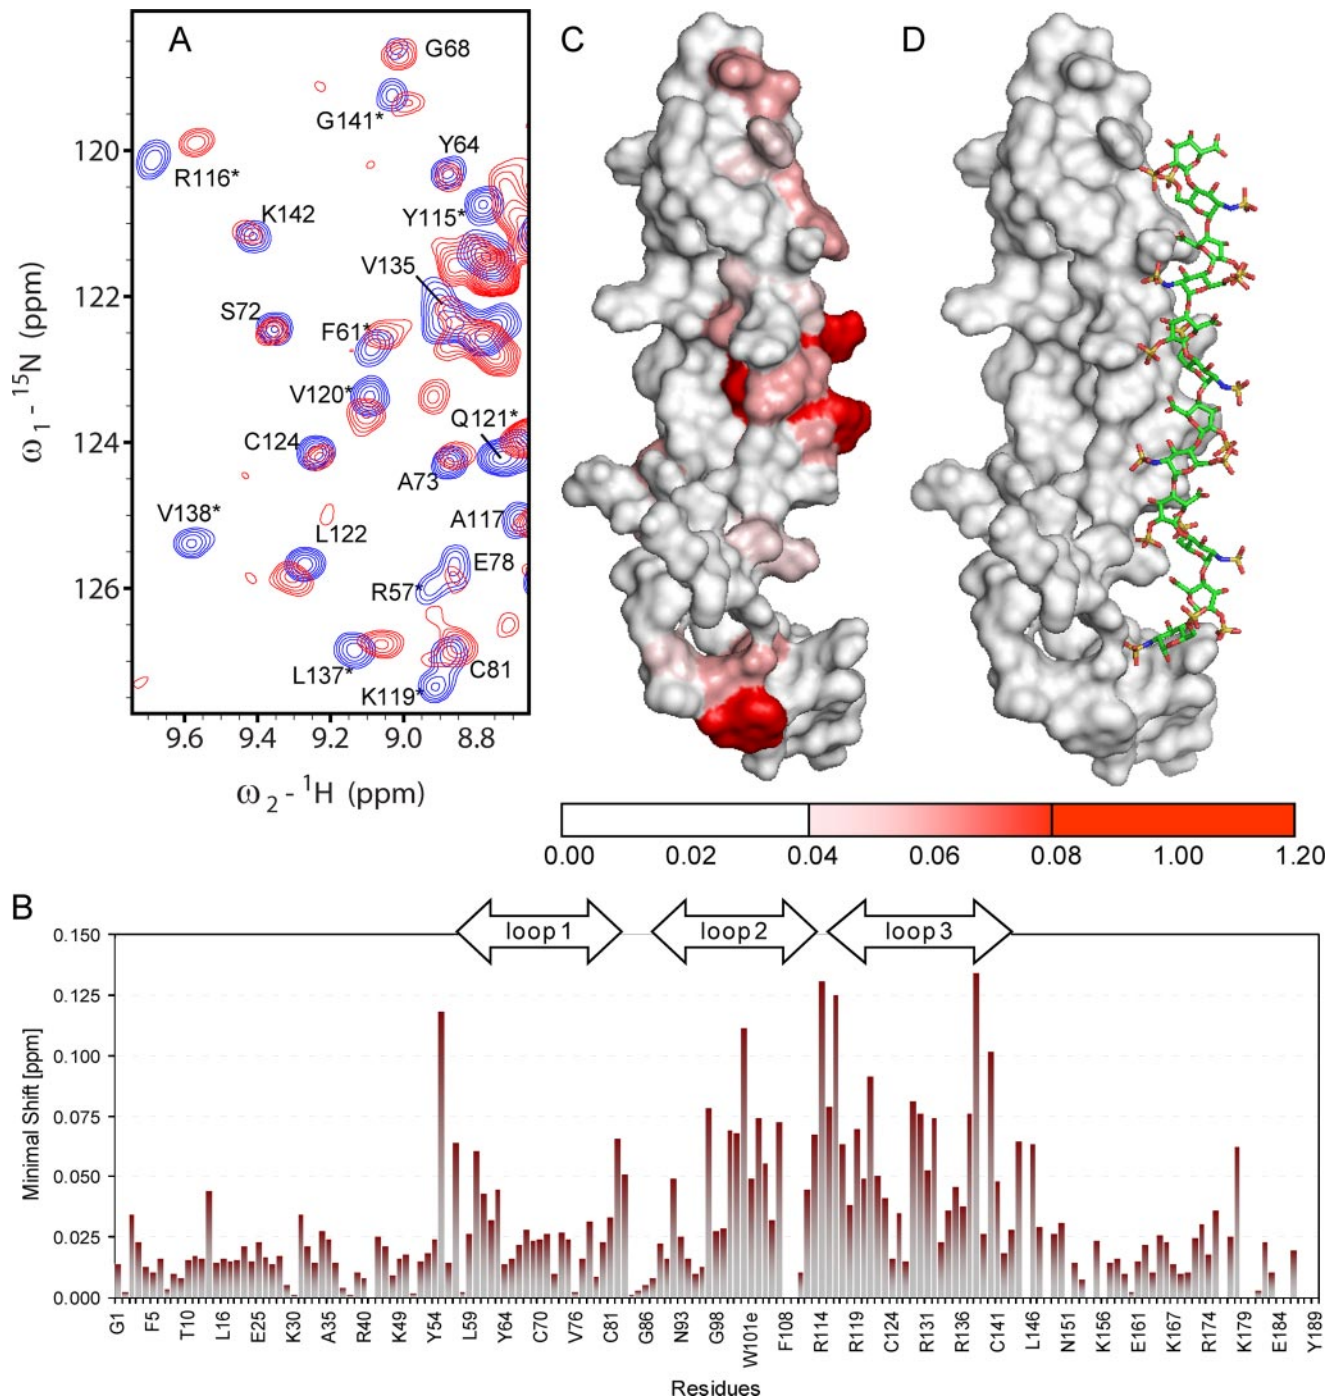 A
C
D
G68
G141*
120
Y64
R116*
K142
Y115*
V135
122
S72
F61*
V120*
Q121*
124
C124
A73
V138*
L122
A117
E78
126
R57*
L137*
C81
K119*
9.6 9.4 9.2 9.0 8.8
ω2 - 1H (ppm)
ω1 - 15N (ppm)
0.00 0.02 0.04 0.06 0.08 1.00 1.20
B
loop 1 loop 2 loop 3
0.150
0.125
0.100
0.075
0.050
0.025
0.000
Minimal Shift [ppm]
G1 F5 T10 L16 E25 K30 A35 R40 K49 Y54 L59 Y64 C70 V76 C81 G86 N93 G98 W101e F108 R114 R119 C124 R131 R136 C141 L146 N151 K156 E161 K167 R174 K179 E184 Y189
Residues